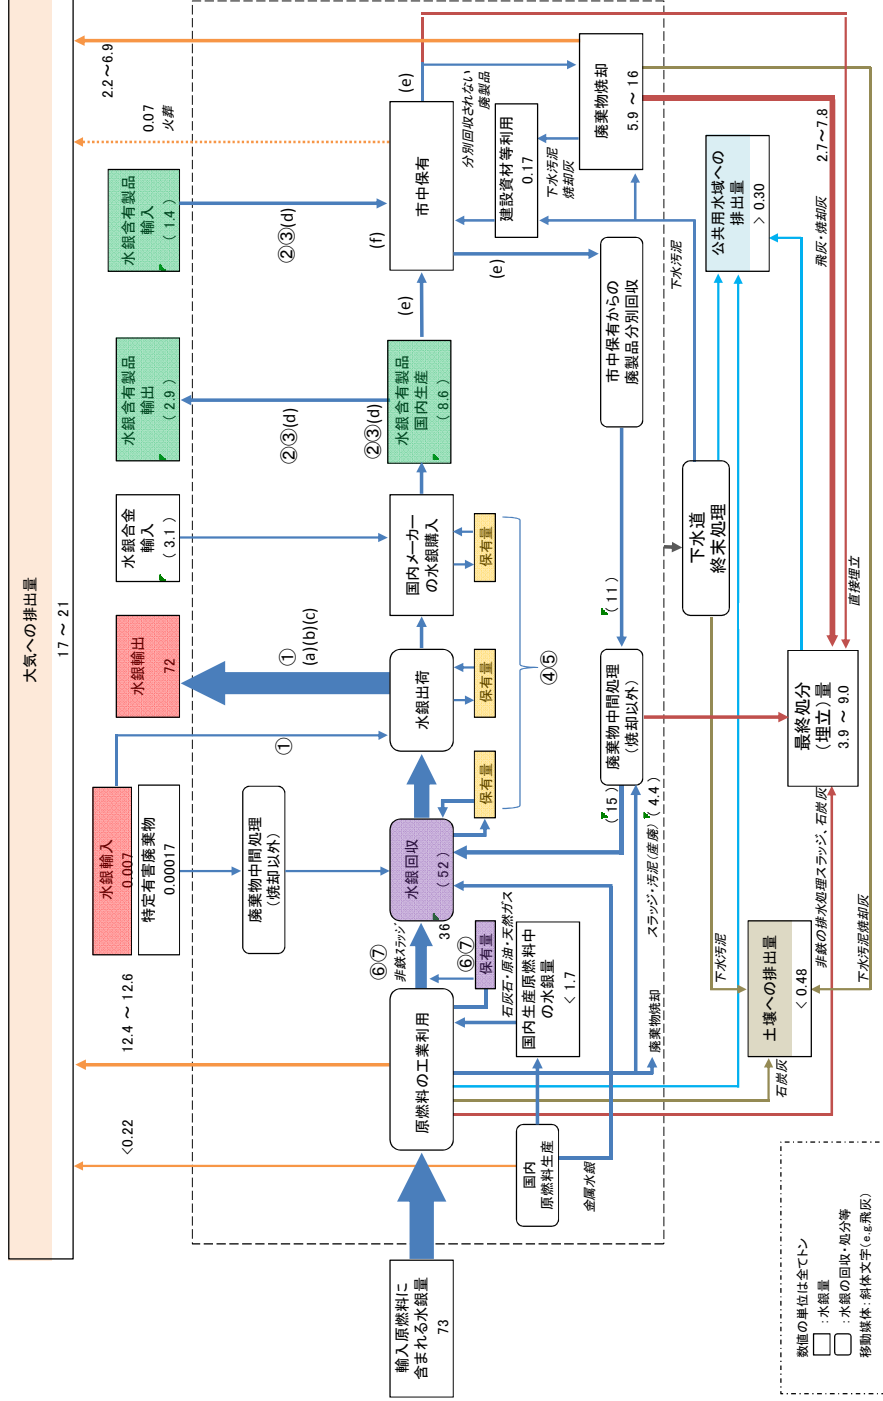 大気への排出量
17 ～ 21
<0.22
12.4 ～ 12.6
0.07
火葬
2.2～6.9
水銀輸入
0.007
特定有害廃棄物
0.00017
水銀輸出
72
水銀合金
輸入
( 3.1 )
水銀含有製品
輸出
( 2.9 )
水銀含有製品
輸入
( 1.4 )
廃棄物中間処理
(焼却以外)
①
①
(a)(b)(c)
②③(d)
②③(d)
②③(d)
輸入原燃料に
含まれる水銀量
73
原燃料の工業利用
⑥⑦
非鉄スラッジ
水銀回収
( 52 )
36
水銀出荷
国内メーカー
の水銀購入
水銀含有製品
国内生産
( 8.6 )
(e)
(f)
市中保有
(e)
(e)
⑥⑦
保有量
保有量
保有量
保有量
④⑤
石灰石・原油・天然ガス
国内生産原燃料中
の水銀量
< 1.7
国内
原燃料生産
金属水銀
分別回収されない
廃製品
建設資材等利用
0.17
下水汚泥
焼却灰
廃棄物焼却
5.9 ～ 16
市中保有からの
廃製品分別回収
( 11 )
廃棄物中間処理
(焼却以外)
( 15 )
( 4.4 )
スラッジ・汚泥(産廃)
廃棄物焼却
下水道
終末処理
下水汚泥
下水汚泥
公共用水域への
排出量
> 0.30
飛灰・焼却灰
2.7～7.8
直接埋立
最終処分
(埋立)量
3.9 ～ 9.0
非鉄の排水処理スラッジ、石炭灰
土壌への排出量
< 0.48
石炭灰
下水汚泥焼却灰
数値の単位は全てトン
:水銀量
:水銀の回収・処分等
移動媒体:斜体文字(e.g.飛灰)